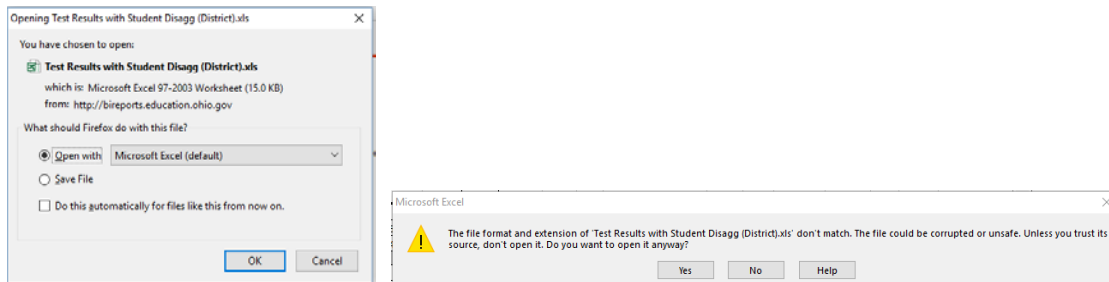 Opening Test Results with Student Disagg (District).xls
You have chosen to open:
Test Results with Student Disagg (District).xls
which is: Microsoft Excel 97-2003 Worksheet (15.0 KB)
from: http://bireports.education.ohio.gov
What should Firefox do with this file?
Open with Microsoft Excel (default)
Save File
Do this automatically for files like this from now on.
OK Cancel
Microsoft Excel
The file format and extension of 'Test Results with Student Disagg (District).xls' don't match. The file could be corrupted or unsafe. Unless you trust its
source, don't open it. Do you want to open it anyway?
Yes No Help